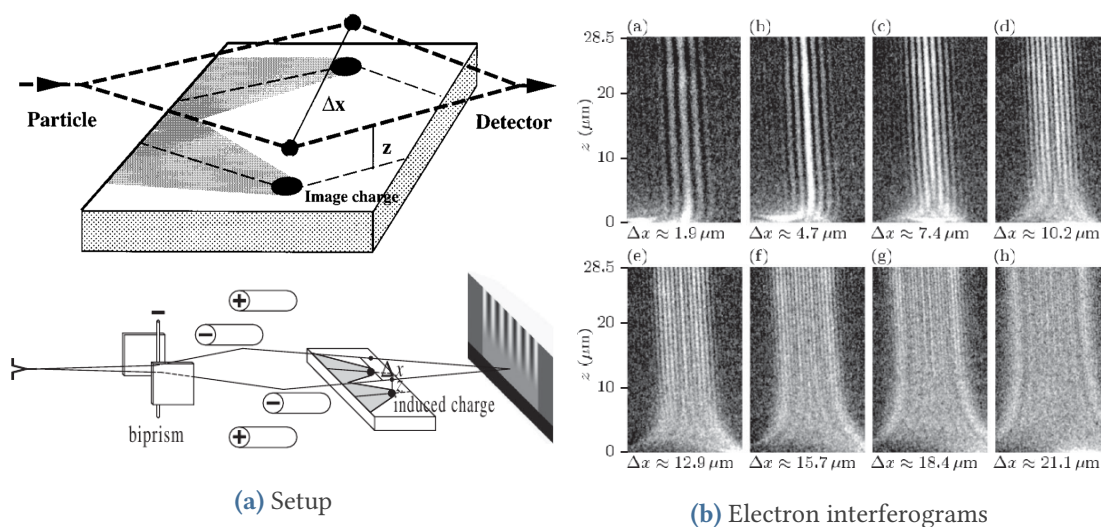 Particle
Δx
z
Detector
Image charge
+
−
−
−
+
Δx
z
induced charge
biprism
(a) Setup
(a) (b) (c) (d)
28.5
20
10
0
z (μm)
Δx ≈ 1.9 μm Δx ≈ 4.7 μm Δx ≈ 7.4 μm Δx ≈ 10.2 μm
(e) (f) (g) (h)
28.5
20
10
0
z (μm)
Δx ≈ 12.9 μm Δx ≈ 15.7 μm Δx ≈ 18.4 μm Δx ≈ 21.1 μm
(b) Electron interferograms